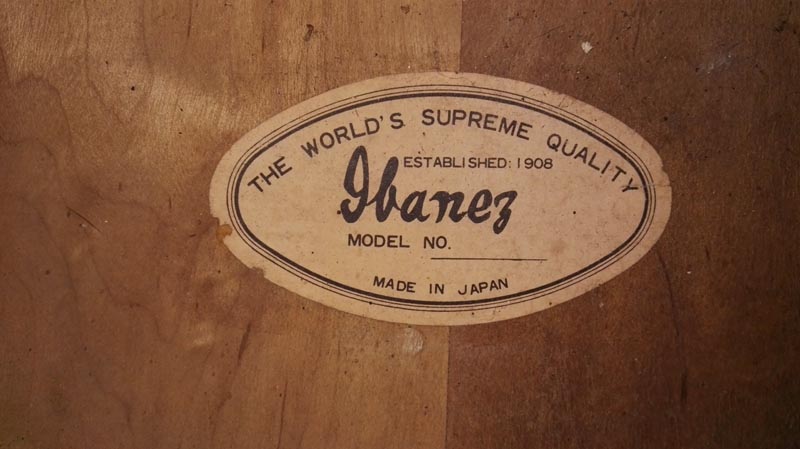 THE WORLD'S SUPREME QUALITY
ESTABLISHED: 1908
Ibanez
MODEL NO.
MADE IN JAPAN